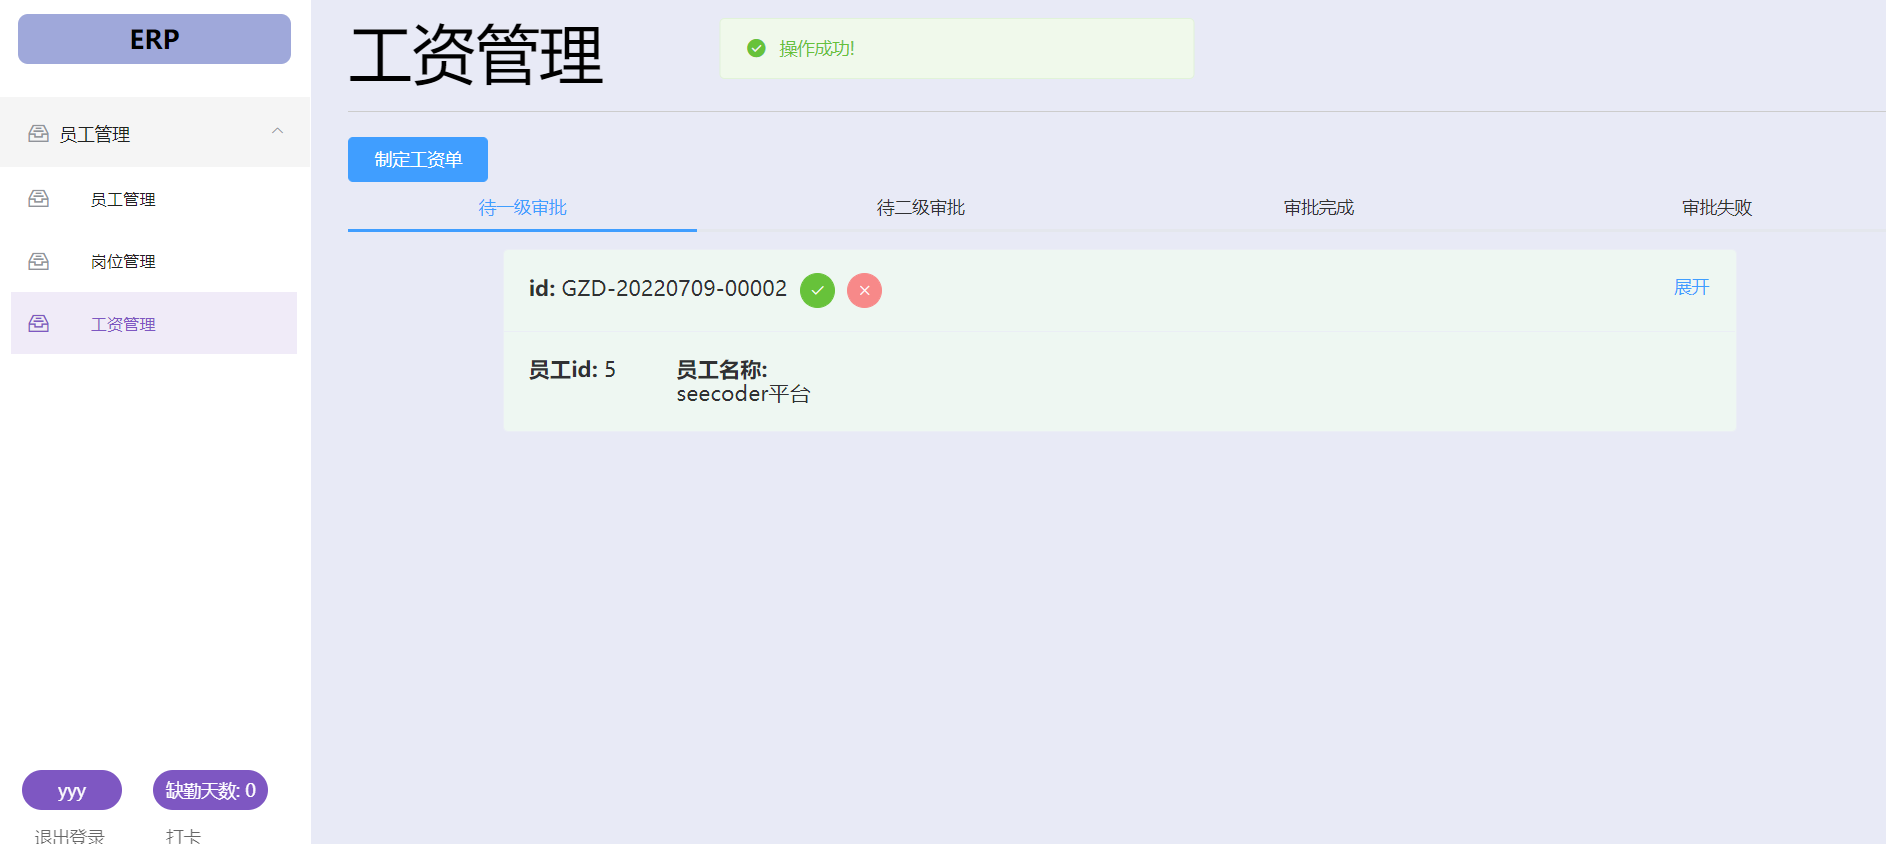 ERP
员工管理
员工管理
岗位管理
工资管理
yyy
缺勤天数: 0
退出登录
打卡
工资管理
操作成功!
制定工资单
待一级审批
待二级审批
审批完成
审批失败
id: GZD-20220709-00002
展开
员工id: 5
员工名称:
seecoder平台